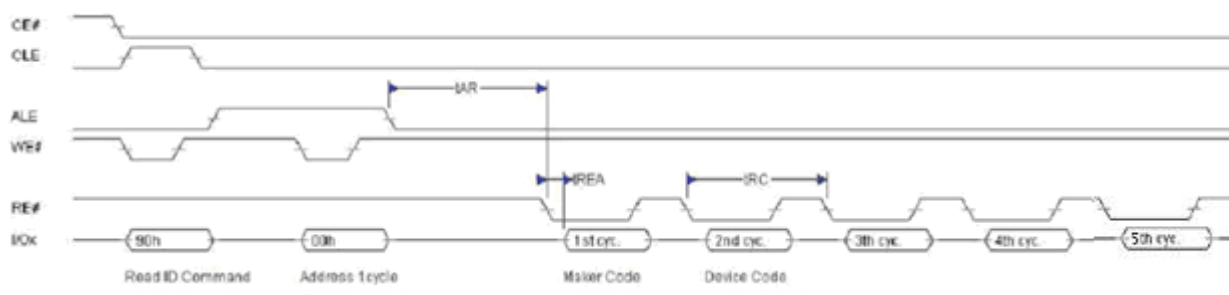 CE#
CLE
tAR
ALE
WE#
tREA
tRC
RE#
I/Ox
90h
00h
1st cyc.
2nd cyc.
3th cyc.
4th cyc.
5th cyc.
Read ID Command
Address 1cycle
Maker Code
Device Code